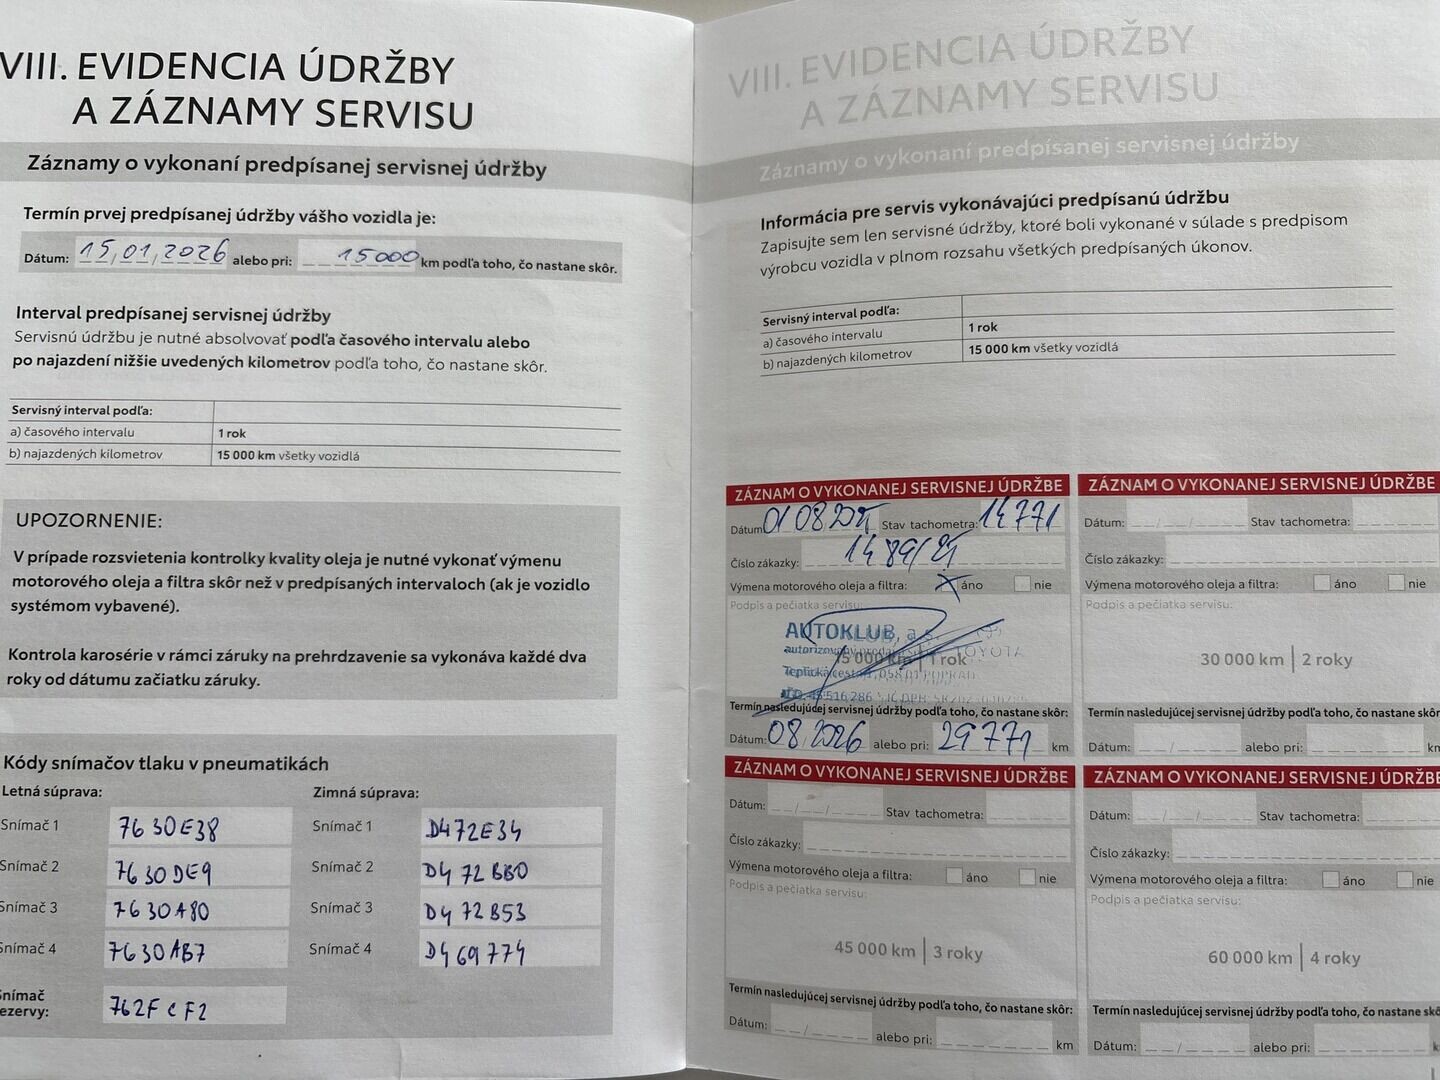 VIII. EVIDENCIA ÚDRŽBY
A ZÁZNAMY SERVISU
Záznamy o vykonaní predpísanej servisnej údržby
Termín prvej predpísanej údržby vášho vozidla je:
Dátum: 15,01,2026 alebo pri: 15000 km podľa toho, čo nastane skôr.
Interval predpísanej servisnej údržby
Servisnú údržbu je nutné absolvovať podľa časového intervalu alebo
po najazdení nižšie uvedených kilometrov podľa toho, čo nastane skôr.
Servisný interval podľa:
a) časového intervalu 1 rok
b) najazdených kilometrov 15 000 km všetky vozidlá
UPOZORNENIE:
V prípade rozsvietenia kontrolky kvality oleja je nutné vykonať výmenu
motorového oleja a filtra skôr než v predpísaných intervaloch (ak je vozidlo
systémom vybavené).
Kontrola karosérie v rámci záruky na prehrdzavenie sa vykonáva každé dva
roky od dátumu začiatku záruky.
Kódy snímačov tlaku v pneumatikách
Letná súprava: Zimná súprava:
Snímač 1 7630E38 Snímač 1 D472E34
Snímač 2 7630DE9 Snímač 2 D472BB0
Snímač 3 7630A80 Snímač 3 D472B53
Snímač 4 7630AB7 Snímač 4 D469774
Snímač
rezervy: 762FCF2
VIII. EVIDENCIA ÚDRŽBY
A ZÁZNAMY SERVISU
Záznamy o vykonaní predpísanej servisnej údržby
Informácia pre servis vykonávajúci predpísanú údržbu
Zapisujte sem len servisné údržby, ktoré boli vykonané v súlade s predpisom
výrobcu vozidla v plnom rozsahu všetkých predpísaných úkonov.
Servisný interval podľa:
a) časového intervalu 1 rok
b) najazdených kilometrov 15 000 km všetky vozidlá
ZÁZNAM O VYKONANEJ SERVISNEJ ÚDRŽBE
Dátum: 01 08 2025 Stav tachometra: 14771
Číslo zákazky: 1489/25
Výmena motorového oleja a filtra: áno nie
Podpis a pečiatka servisu:
AUTOKLUB, a.s.
15 000 km | 1 rok TOYOTA
Teplická cesta 058 01 POPRAD
Termín nasledujúcej servisnej údržby podľa toho, čo nastane skôr:
Dátum: 08,2026 alebo pri: 29771 km
ZÁZNAM O VYKONANEJ SERVISNEJ ÚDRŽBE
Dátum: Stav tachometra:
Číslo zákazky:
Výmena motorového oleja a filtra: áno nie
Podpis a pečiatka servisu:
30 000 km | 2 roky
Termín nasledujúcej servisnej údržby podľa toho, čo nastane skôr
Dátum: alebo pri: km
ZÁZNAM O VYKONANEJ SERVISNEJ ÚDRŽBE
Dátum: Stav tachometra:
Číslo zákazky:
Výmena motorového oleja a filtra: áno nie
Podpis a pečiatka servisu:
45 000 km | 3 roky
Termín nasledujúcej servisnej údržby podľa toho, čo nastane skôr:
Dátum: alebo pri: km
ZÁZNAM O VYKONANEJ SERVISNEJ ÚDRŽBE
Dátum: Stav tachometra:
Číslo zákazky:
Výmena motorového oleja a filtra: áno nie
Podpis a pečiatka servisu:
60 000 km | 4 roky
Termín nasledujúcej servisnej údržby podľa toho, čo nastane skô
Dátum: alebo pri: k